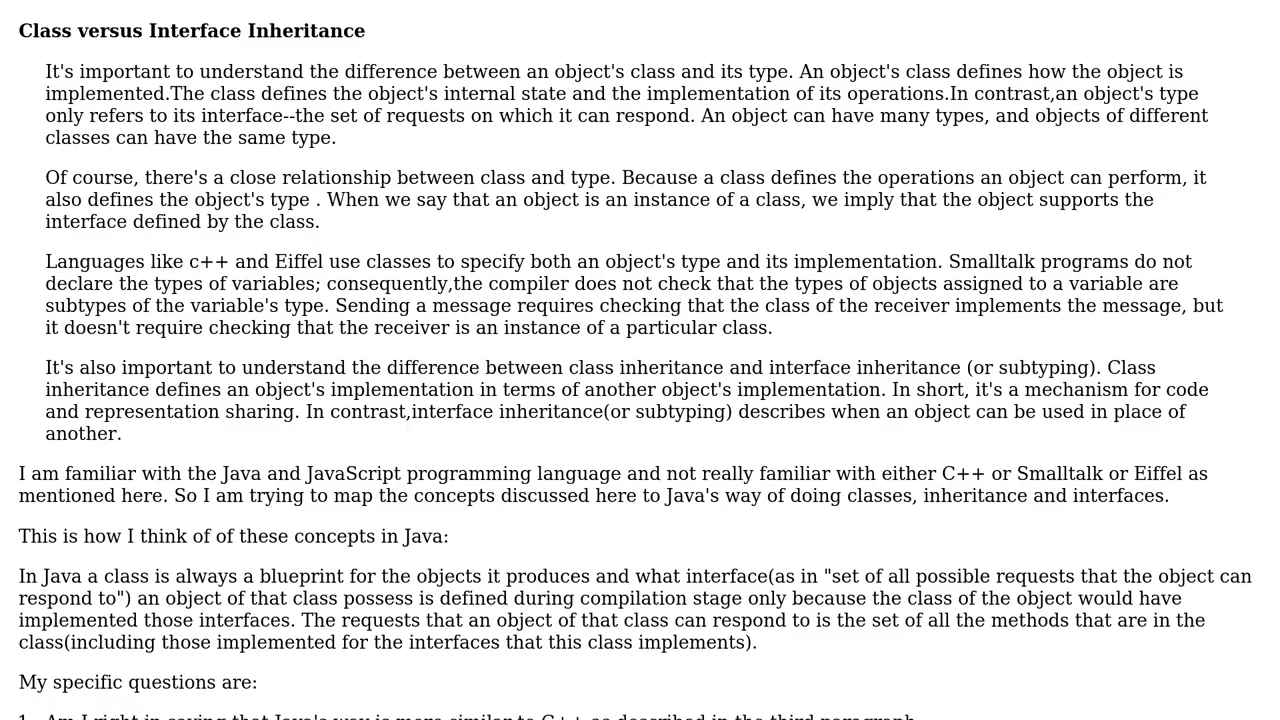 Class versus Interface Inheritance
It's important to understand the difference between an object's class and its type. An object's class defines how the object is
implemented.The class defines the object's internal state and the implementation of its operations.In contrast,an object's type
only refers to its interface--the set of requests on which it can respond. An object can have many types, and objects of different
classes can have the same type.
Of course, there's a close relationship between class and type. Because a class defines the operations an object can perform, it
also defines the object's type . When we say that an object is an instance of a class, we imply that the object supports the
interface defined by the class.
Languages like c++ and Eiffel use classes to specify both an object's type and its implementation. Smalltalk programs do not
declare the types of variables; consequently,the compiler does not check that the types of objects assigned to a variable are
subtypes of the variable's type. Sending a message requires checking that the class of the receiver implements the message, but
it doesn't require checking that the receiver is an instance of a particular class.
It's also important to understand the difference between class inheritance and interface inheritance (or subtyping). Class
inheritance defines an object's implementation in terms of another object's implementation. In short, it's a mechanism for code
and representation sharing. In contrast,interface inheritance(or subtyping) describes when an object can be used in place of
another.
I am familiar with the Java and JavaScript programming language and not really familiar with either C++ or Smalltalk or Eiffel as
mentioned here. So I am trying to map the concepts discussed here to Java's way of doing classes, inheritance and interfaces.
This is how I think of of these concepts in Java:
In Java a class is always a blueprint for the objects it produces and what interface(as in "set of all possible requests that the object can
respond to") an object of that class possess is defined during compilation stage only because the class of the object would have
implemented those interfaces. The requests that an object of that class can respond to is the set of all the methods that are in the
class(including those implemented for the interfaces that this class implements).
My specific questions are:
1. Am I right in saying that Java's way is more similar to C++ as described in the third paragraph.